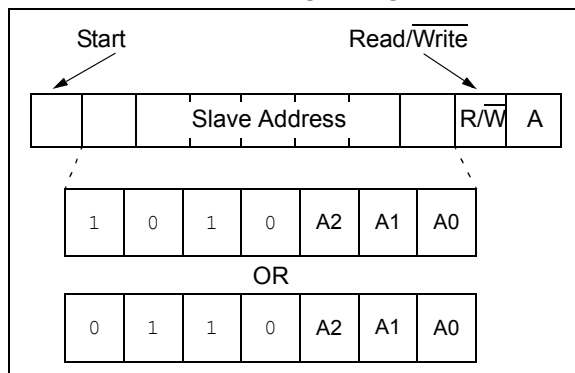 Start Read/Write
Slave Address R/W A
1 0 1 0 A2 A1 A0
OR
0 1 1 0 A2 A1 A0